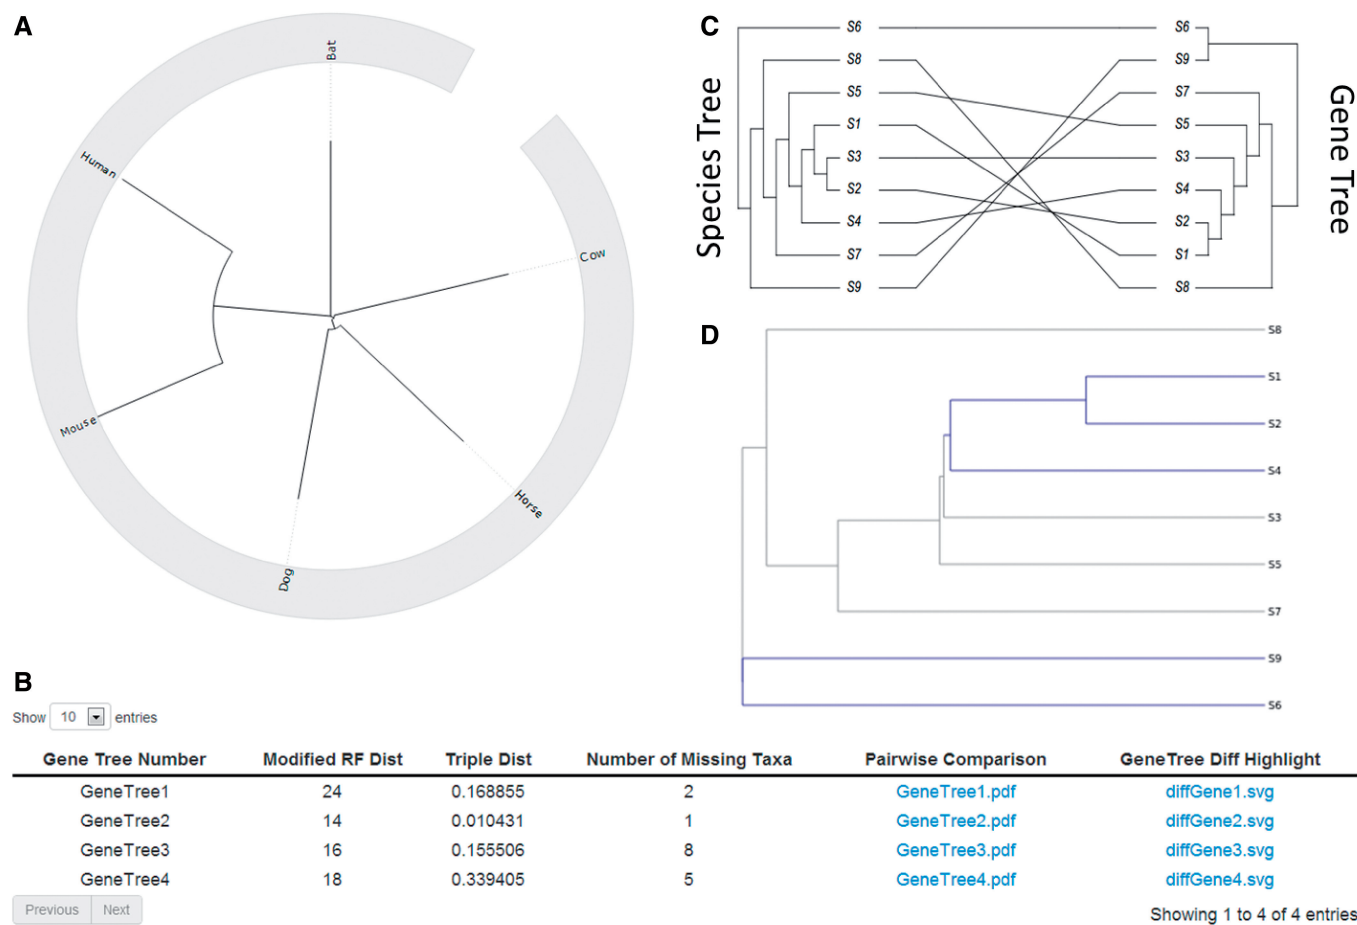 A
Bat
Human
Cow
Mouse
Horse
Dog
C
Species Tree
Gene Tree
S6 S6
S8 S9
S5 S7
S1 S5
S3 S3
S2 S4
S4 S2
S7 S1
S9 S8
D
S8
S1
S2
S4
S3
S5
S7
S9
S6
B
Show 10 entries
Gene Tree Number Modified RF Dist Triple Dist Number of Missing Taxa Pairwise Comparison GeneTree Diff Highlight
GeneTree1 24 0.168855 2 GeneTree1.pdf diffGene1.svg
GeneTree2 14 0.010431 1 GeneTree2.pdf diffGene2.svg
GeneTree3 16 0.155506 8 GeneTree3.pdf diffGene3.svg
GeneTree4 18 0.339405 5 GeneTree4.pdf diffGene4.svg
Previous Next
Showing 1 to 4 of 4 entries